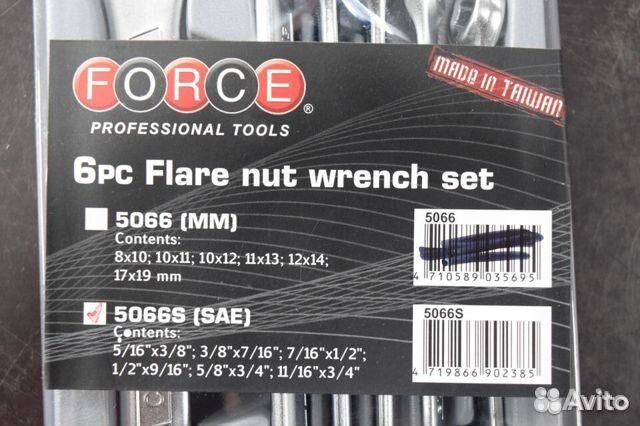 FORCE®
PROFESSIONAL TOOLS
MADE IN TAIWAN
6pc Flare nut wrench set
5066 (MM)
Contents:
8x10; 10x11; 10x12; 11x13; 12x14;
17x19 mm
5066
4 710589 035695
5066S (SAE)
Contents:
5/16"x3/8"; 3/8"x7/16"; 7/16"x1/2";
1/2"x9/16"; 5/8"x3/4"; 11/16"x3/4"
5066S
4 719866 902385
Avito